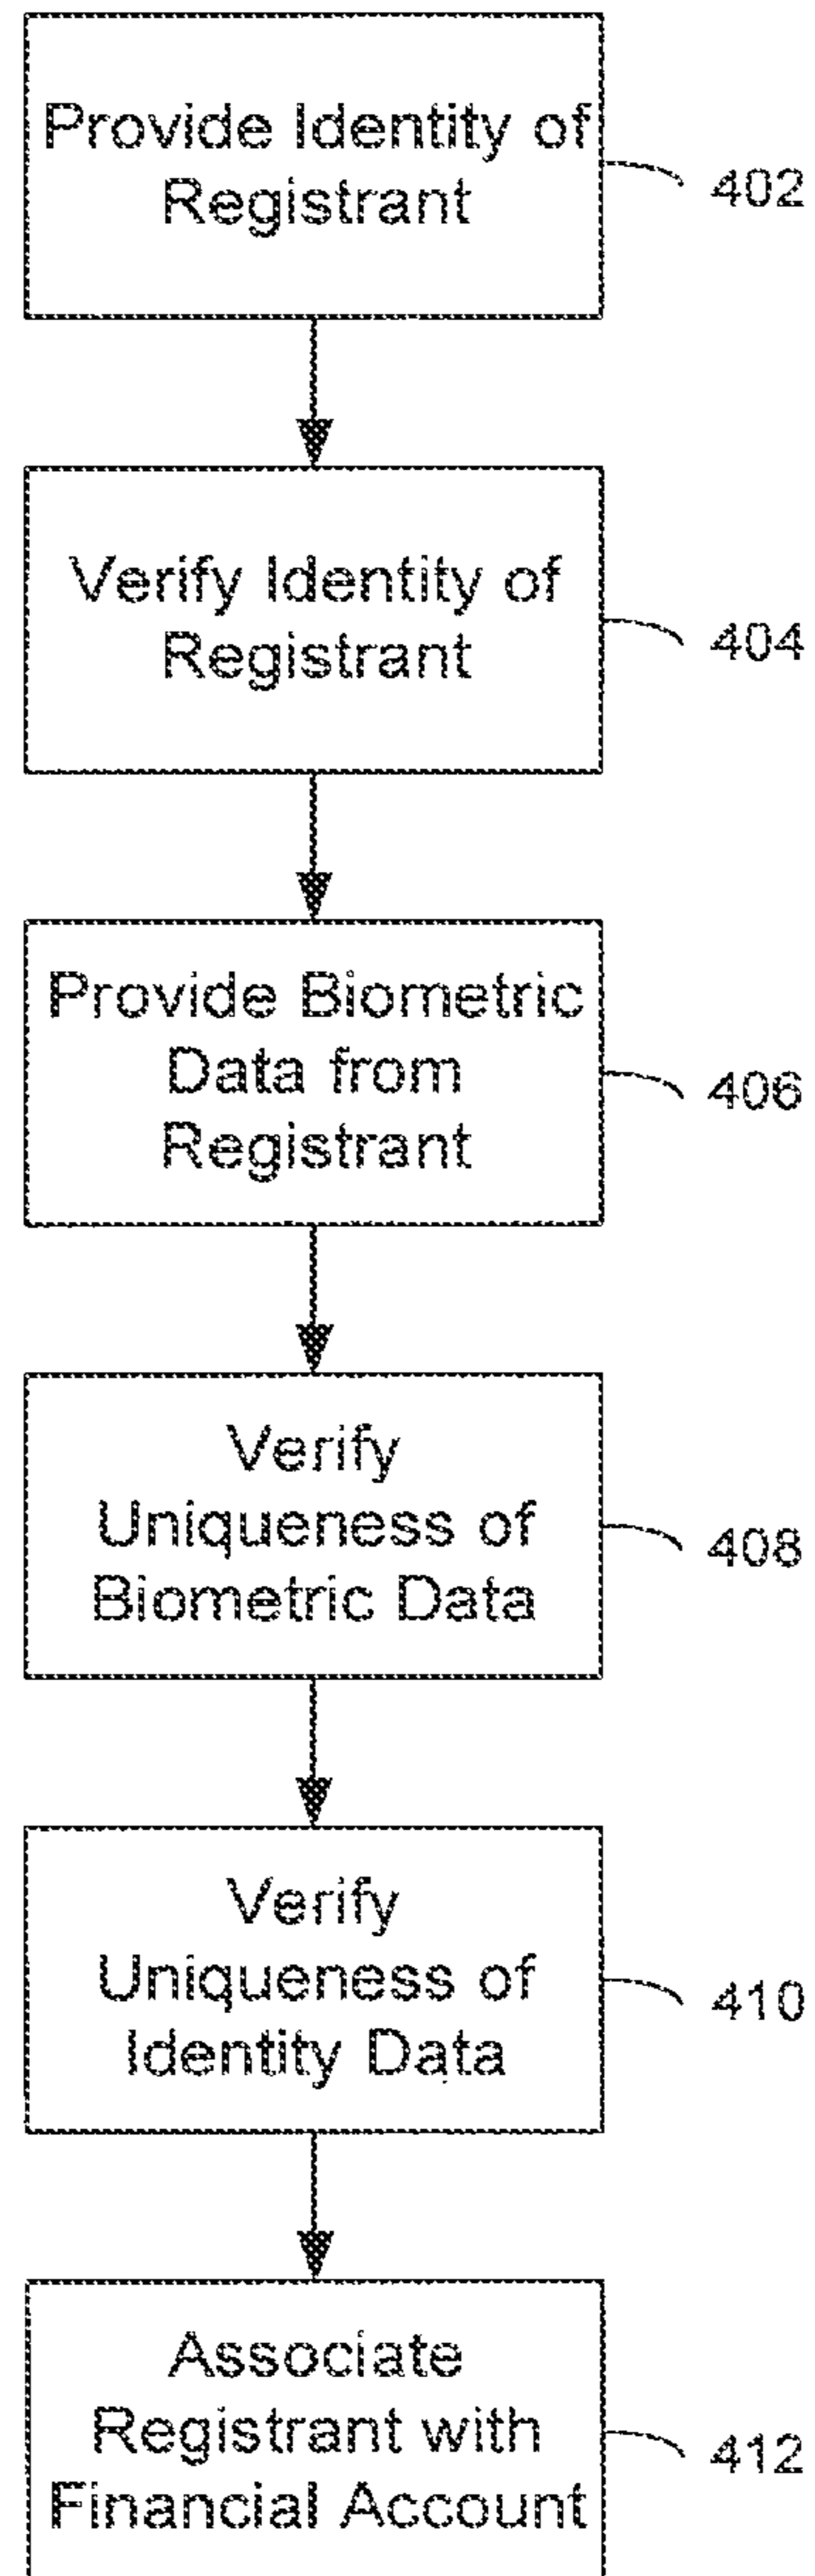 Provide Identity of
Registrant
402
Verify Identity of
Registrant
404
Provide Biometric
Data from
Registrant
406
Verify
Uniqueness of
Biometric Data
408
Verify
Uniqueness of
Identity Data
410
Associate
Registrant with
Financial Account
412